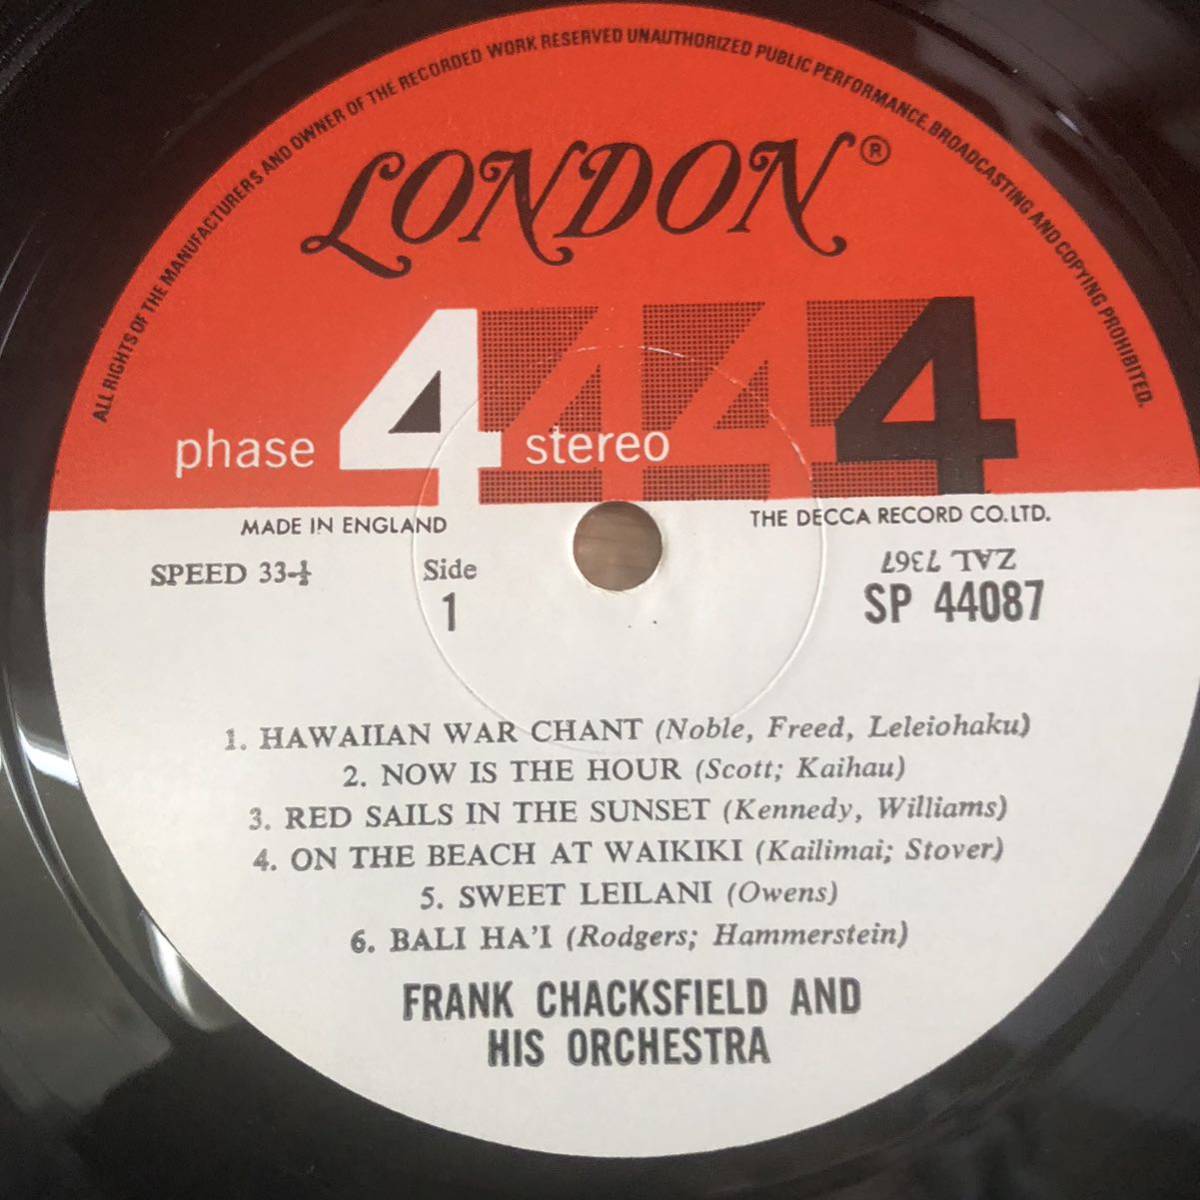 ALL RIGHTS OF THE MANUFACTURERS AND OWNER OF THE RECORDED WORK RESERVED UNAUTHORIZED PUBLIC PERFORMANCE, BROADCASTING AND COPYING PROHIBITED.
LONDON®
phase 4 stereo 4 4 4
MADE IN ENGLAND
THE DECCA RECORD CO.LTD.
SPEED 33⅓
Side
1
ZAL 7367
SP 44087
1. HAWAIIAN WAR CHANT (Noble, Freed, Leleiohaku)
2. NOW IS THE HOUR (Scott; Kaihau)
3. RED SAILS IN THE SUNSET (Kennedy, Williams)
4. ON THE BEACH AT WAIKIKI (Kailimai; Stover)
5. SWEET LEILANI (Owens)
6. BALI HA'I (Rodgers; Hammerstein)
FRANK CHACKSFIELD AND
HIS ORCHESTRA